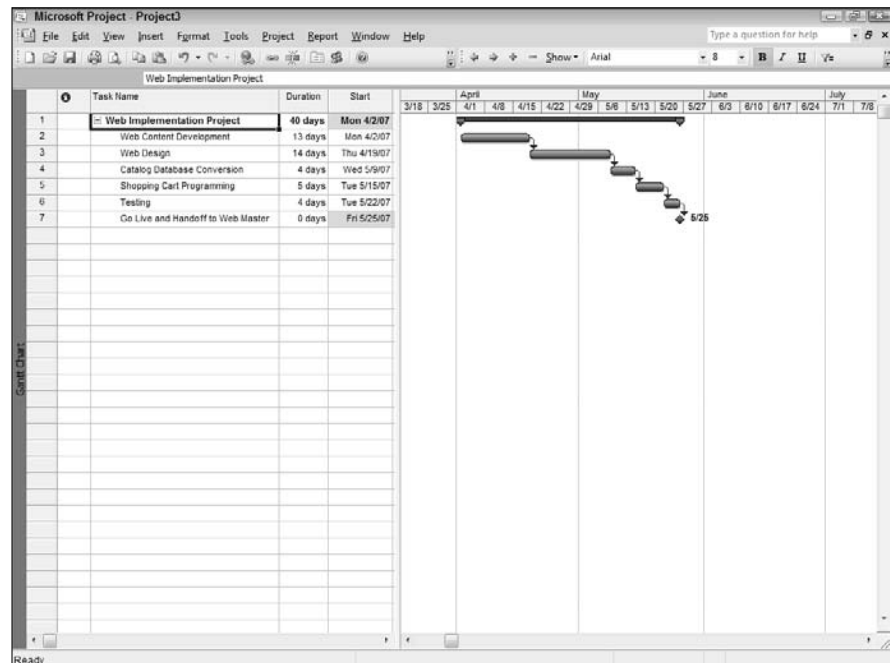 Microsoft Project - Project3
File Edit View Insert Format Tools Project Report Window Help
Type a question for help
Show Arial 8 B I U
Web Implementation Project
Task Name Duration Start
April May June July
3/18 3/25 4/1 4/8 4/15 4/22 4/29 5/6 5/13 5/20 5/27 6/3 6/10 6/17 6/24 7/1 7/8
1 Web Implementation Project 40 days Mon 4/2/07
2 Web Content Development 13 days Mon 4/2/07
3 Web Design 14 days Thu 4/19/07
4 Catalog Database Conversion 4 days Wed 5/9/07
5 Shopping Cart Programming 5 days Tue 5/15/07
6 Testing 4 days Tue 5/22/07
7 Go Live and Handoff to Web Master 0 days Fri 5/25/07
5/25
Gantt Chart
Ready